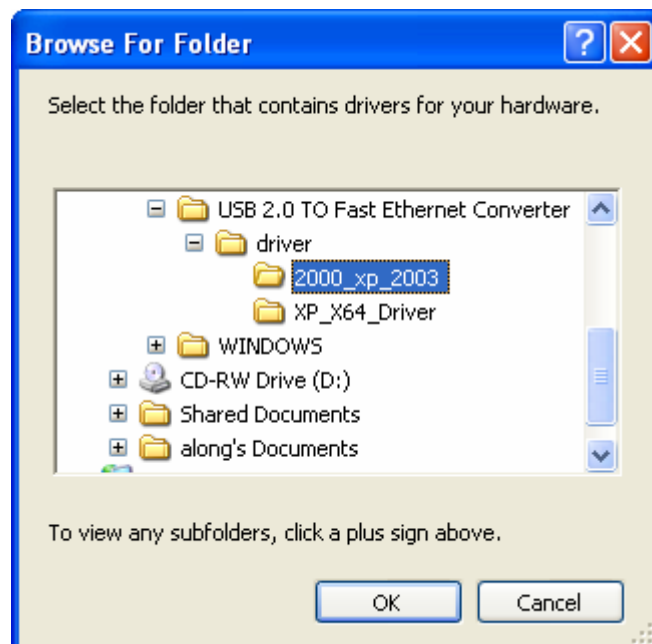 Browse For Folder
Select the folder that contains drivers for your hardware.
USB 2.0 TO Fast Ethernet Converter
driver
2000_xp_2003
XP_X64_Driver
WINDOWS
CD-RW Drive (D:)
Shared Documents
along's Documents
To view any subfolders, click a plus sign above.
OK Cancel